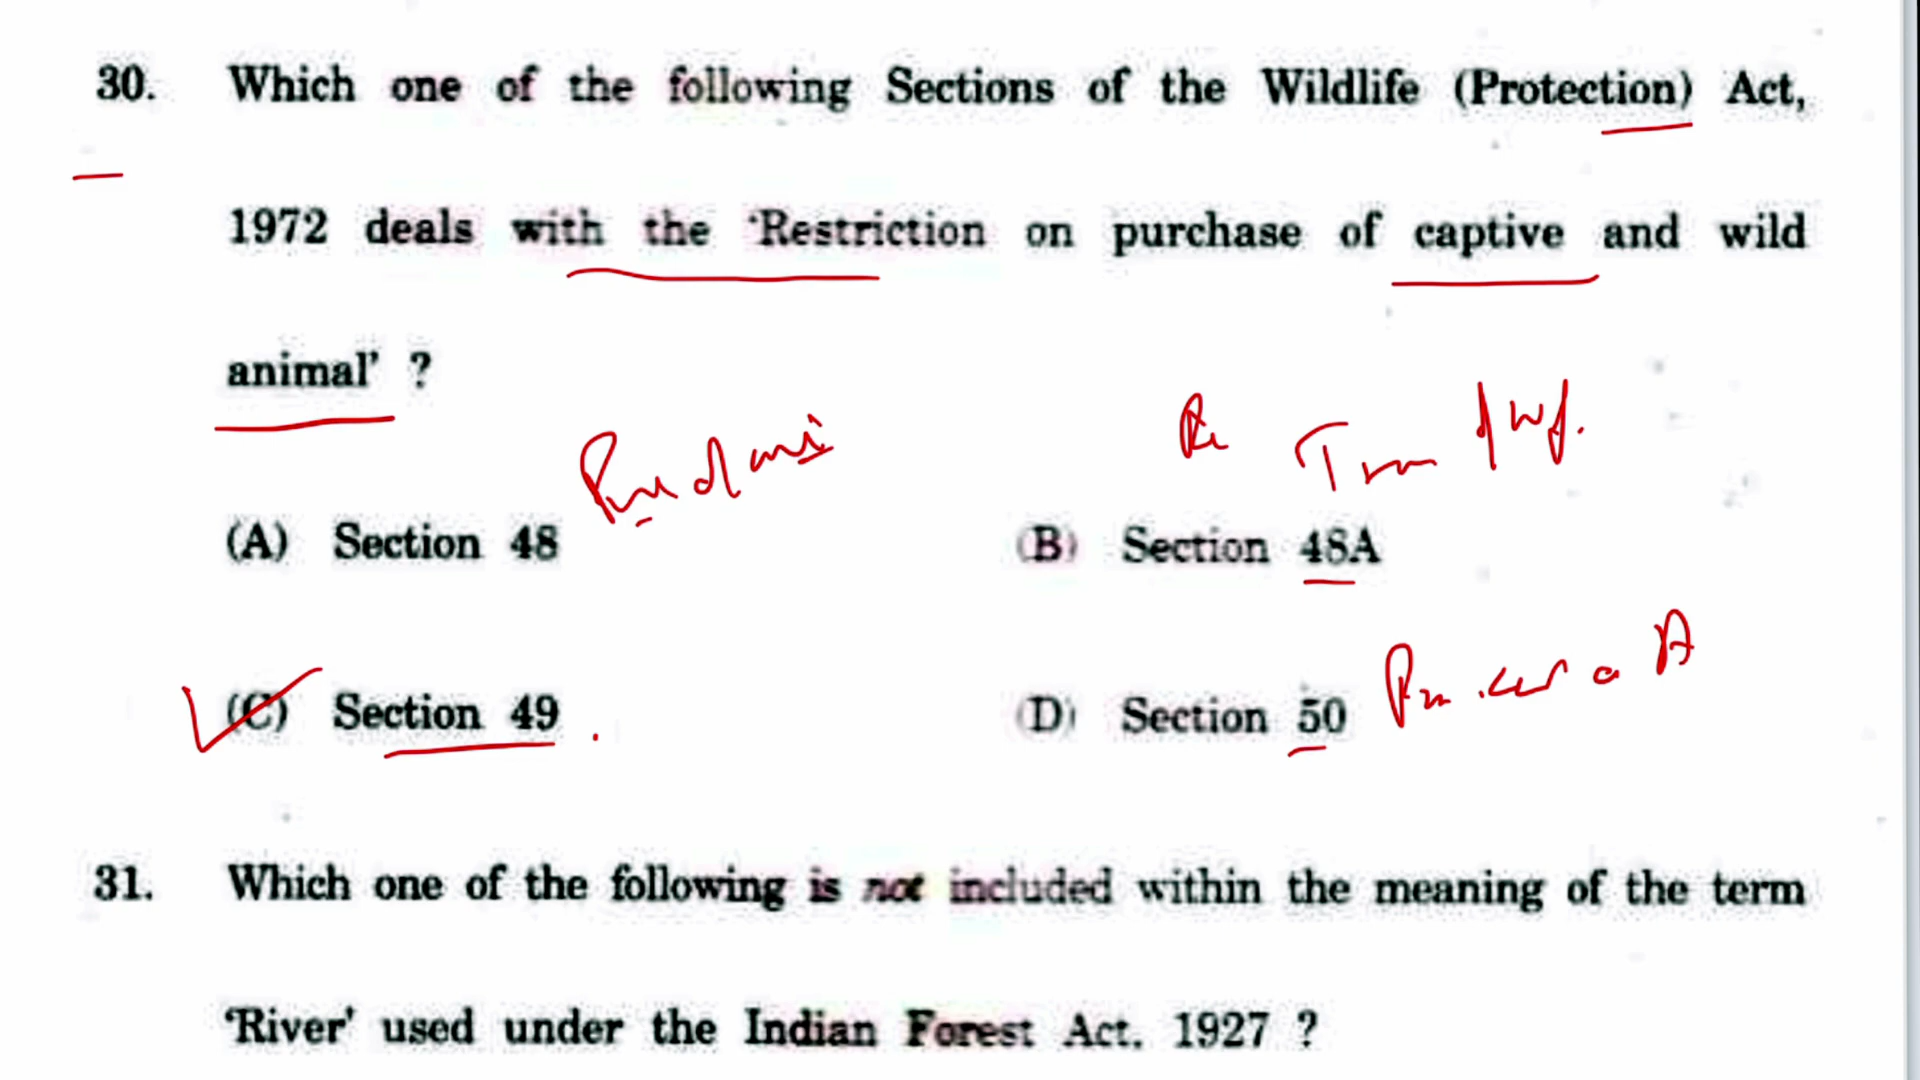 30. Which one of the following Sections of the Wildlife (Protection) Act,
1972 deals with the ‘Restriction on purchase of captive and wild
animal’ ?
(A) Section 48
(B) Section 48A
(C) Section 49
(D) Section 50
31. Which one of the following is not included within the meaning of the term
‘River’ used under the Indian Forest Act, 1927 ?